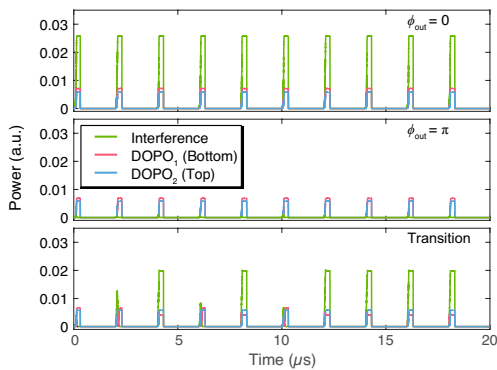 ϕout = 0
0.03
0.02
0.01
0
ϕout = π
0.03
0.02
0.01
0
Interference
DOPO1 (Bottom)
DOPO2 (Top)
Power (a.u.)
Transition
0.03
0.02
0.01
0
0 5 10 15 20
Time (µs)